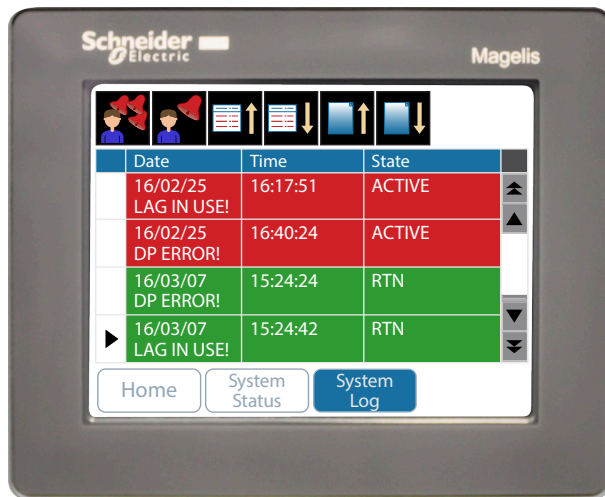 Schneider
Electric
Magelis
Date Time State
16/02/25 16:17:51 ACTIVE
LAG IN USE!
16/02/25 16:40:24 ACTIVE
DP ERROR!
16/03/07 15:24:24 RTN
DP ERROR!
16/03/07 15:24:42 RTN
LAG IN USE!
Home
System
Status
System
Log